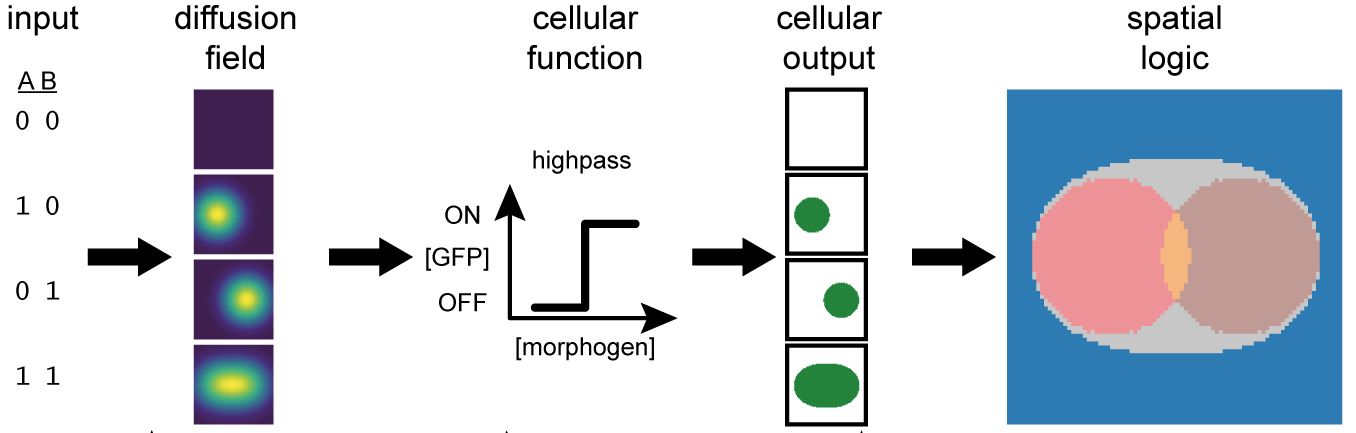 input
diffusion
field
cellular
function
cellular
output
spatial
logic
A B
0 0
1 0
0 1
1 1
highpass
ON
[GFP]
OFF
[morphogen]